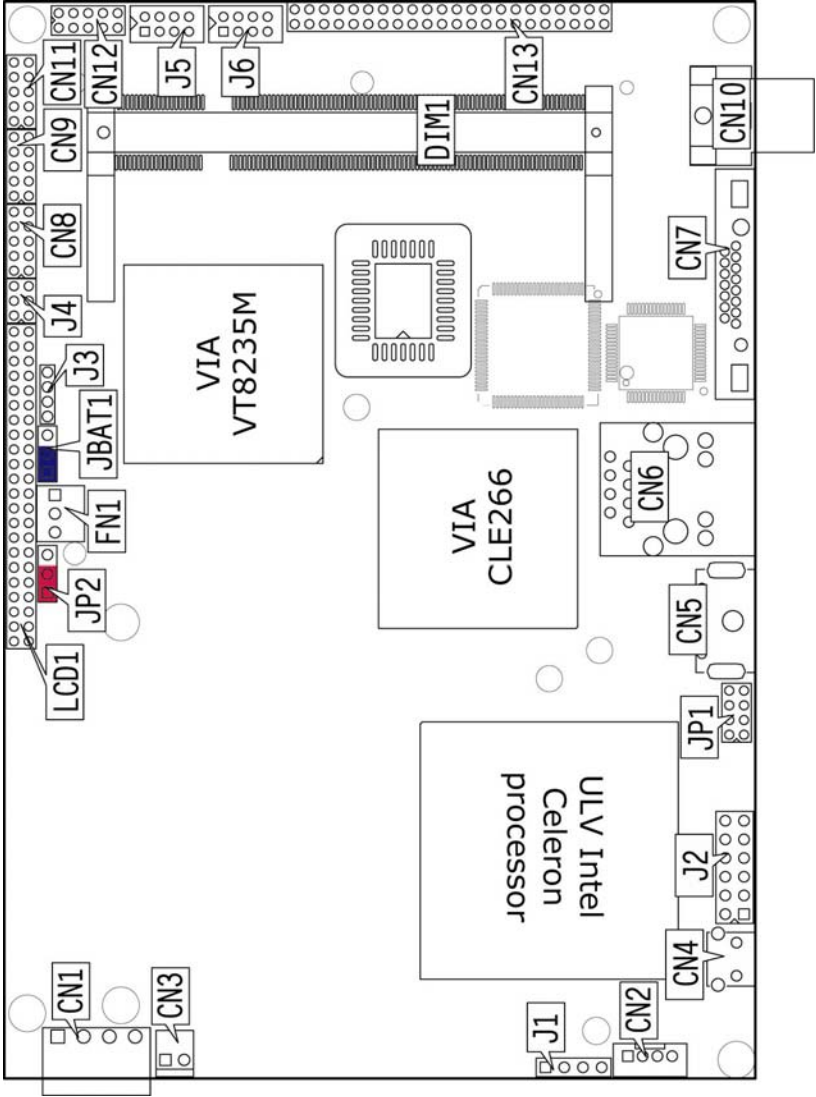 CN11
CN12
J5
J6
CN13
CN9
DIM1
CN10
CN8
CN7
J4
VIA
VT8235M
J3
JBAT1
FN1
VIA
CLE266
CN6
JP2
CN5
LCD1
JP1
ULV Intel
Celeron
processor
J2
CN4
CN1
CN3
J1
CN2